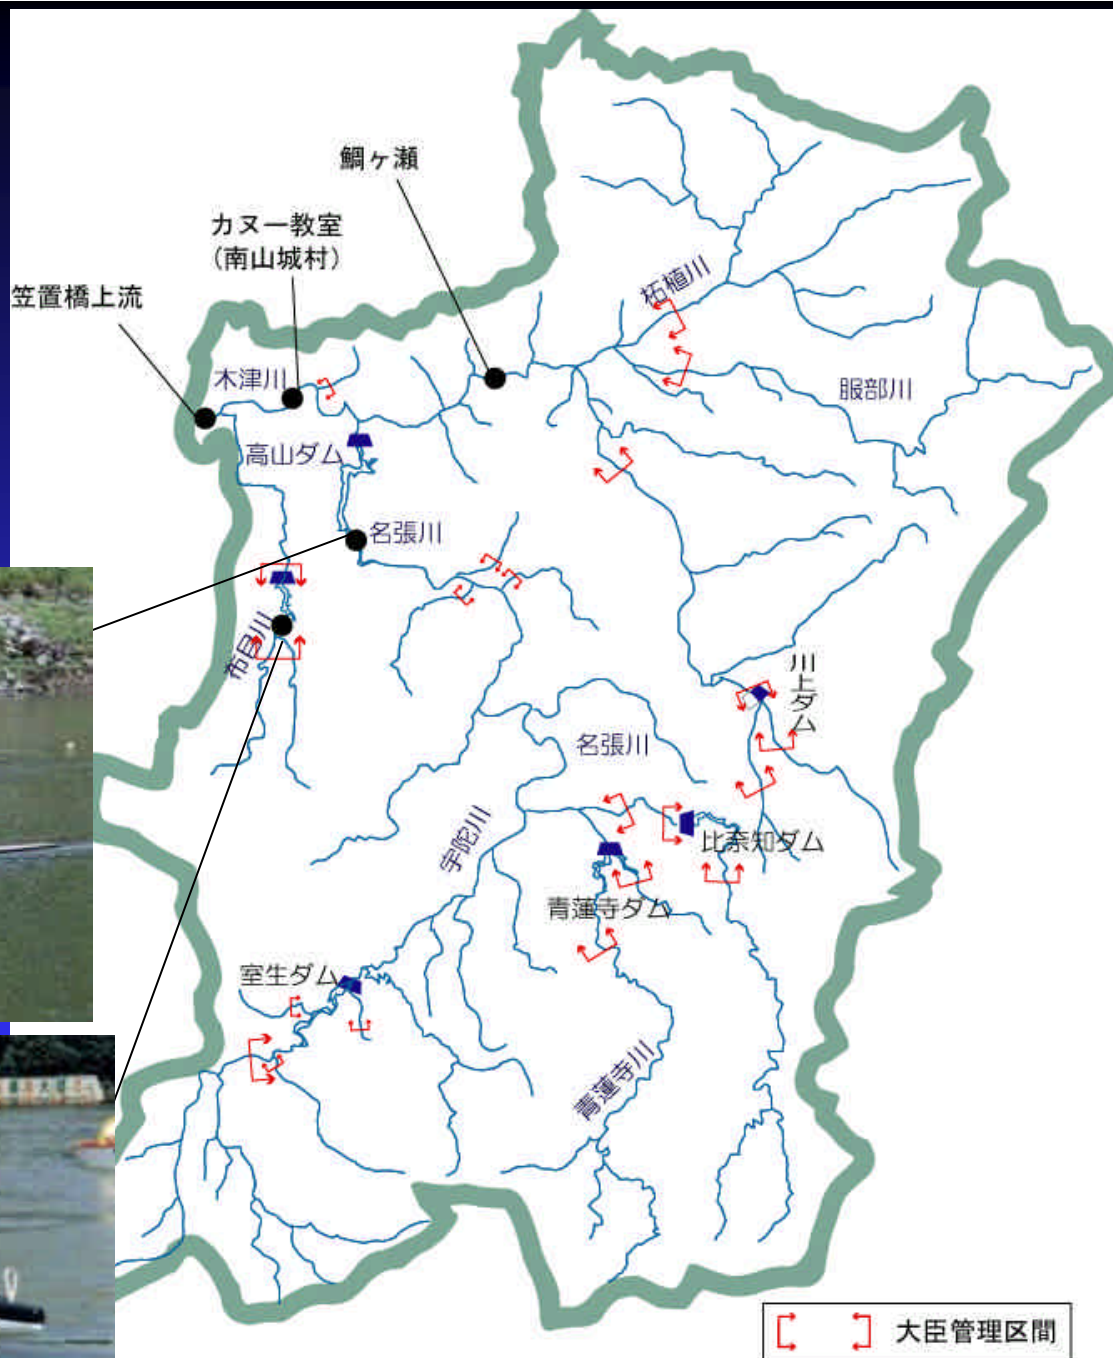 鯛ヶ瀬
カヌー教室
(南山城村)
笠置橋上流
柘植川
木津川
服部川
高山ダム
名張川
布目川
川上ダム
名張川
宇陀川
比奈知ダム
青蓮寺ダム
室生ダム
青蓮寺川
大臣管理区間